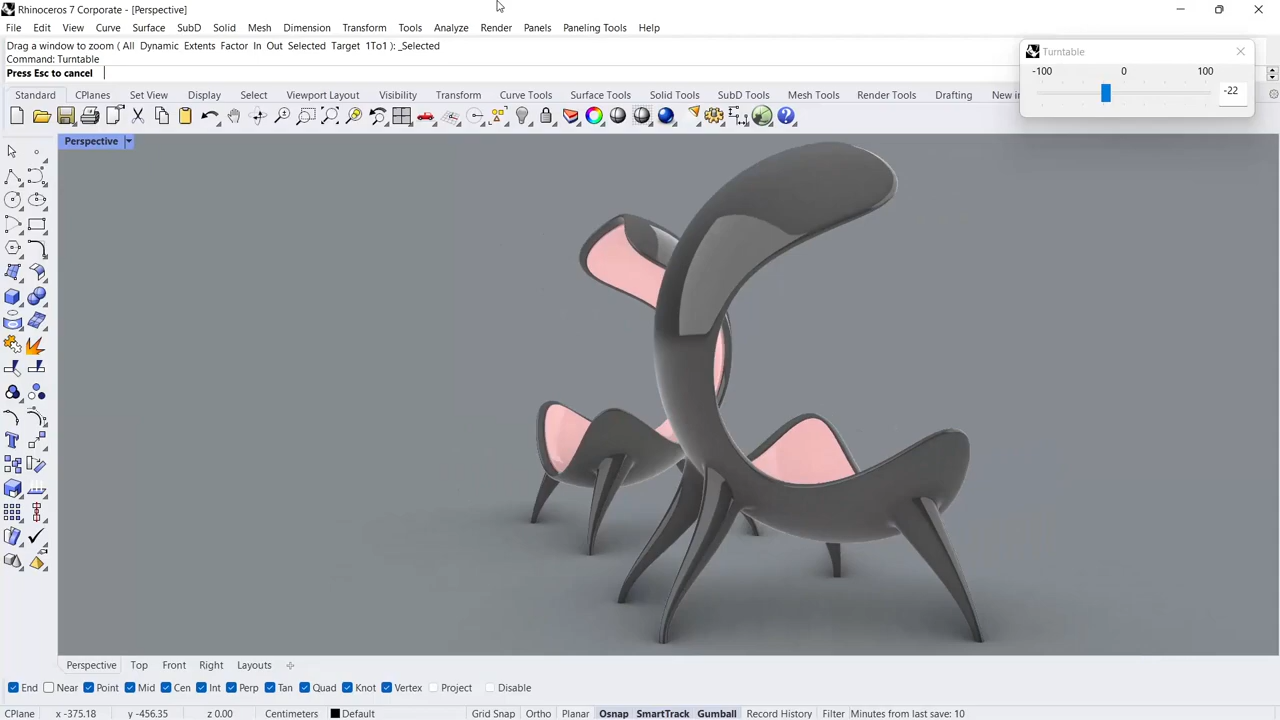 Rhinoceros 7 Corporate - [Perspective]
File Edit View Curve Surface SubD Solid Mesh Dimension Transform Tools Analyze Render Panels Paneling Tools Help
Drag a window to zoom ( All Dynamic Extents Factor In Out Selected Target 1To1 ): _Selected
Command: Turntable
Press Esc to cancel
Turntable
-100 0 100
-22
Standard CPlanes Set View Display Select Viewport Layout Visibility Transform Curve Tools Surface Tools Solid Tools SubD Tools Mesh Tools Render Tools Drafting New in
Perspective
Perspective Top Front Right Layouts
End Near Point Mid Cen Int Perp Tan Quad Knot Vertex Project Disable
CPlane x -375.18 y -456.35 z 0.00 Centimeters Default Grid Snap Ortho Planar Osnap SmartTrack Gumball Record History Filter Minutes from last save: 10